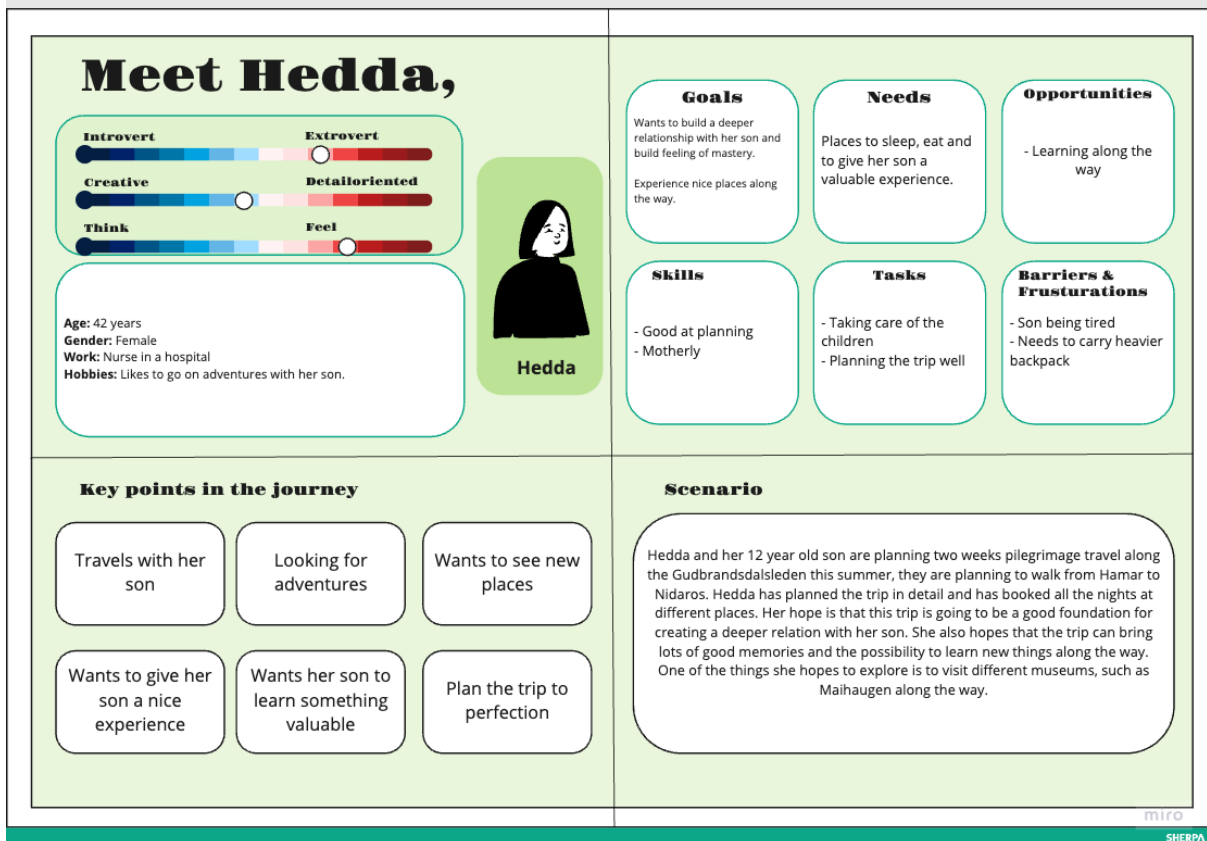 Meet Hedda,
Introvert
Extrovert
Creative
Detailoriented
Think
Feel
Age: 42 years
Gender: Female
Work: Nurse in a hospital
Hobbies: Likes to go on adventures with her son.
Hedda
Goals
Wants to build a deeper
relationship with her son and
build feeling of mastery.
Experience nice places along
the way.
Needs
Places to sleep, eat and
to give her son a
valuable experience.
Opportunities
- Learning along the
way
Skills
- Good at planning
- Motherly
Tasks
- Taking care of the
children
- Planning the trip well
Barriers &
Frusturations
- Son being tired
- Needs to carry heavier
backpack
Key points in the journey
Travels with her
son
Looking for
adventures
Wants to see new
places
Wants to give her
son a nice
experience
Wants her son to
learn something
valuable
Plan the trip to
perfection
Scenario
Hedda and her 12 year old son are planning two weeks pilegrimage travel along
the Gudbrandsdalsleden this summer, they are planning to walk from Hamar to
Nidaros. Hedda has planned the trip in detail and has booked all the nights at
different places. Her hope is that this trip is going to be a good foundation for
creating a deeper relation with her son. She also hopes that the trip can bring
lots of good memories and the possibility to learn new things along the way.
One of the things she hopes to explore is to visit different museums, such as
Maihaugen along the way.
miro
SHERPA